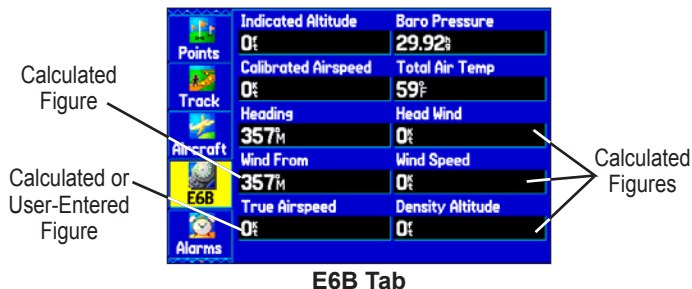 Indicated Altitude Baro Pressure
Points
0ft 29.92"Hg
Calibrated Airspeed Total Air Temp
Calculated
Figure
Track
0kt 59°F
Heading Head Wind
357°M 0kt
Aircraft
Wind From Wind Speed
357°M 0kt
E6B
Calculated
Figures
Calculated or
User-Entered
Figure
True Airspeed Density Altitude
0kt 0ft
Alarms
E6B Tab